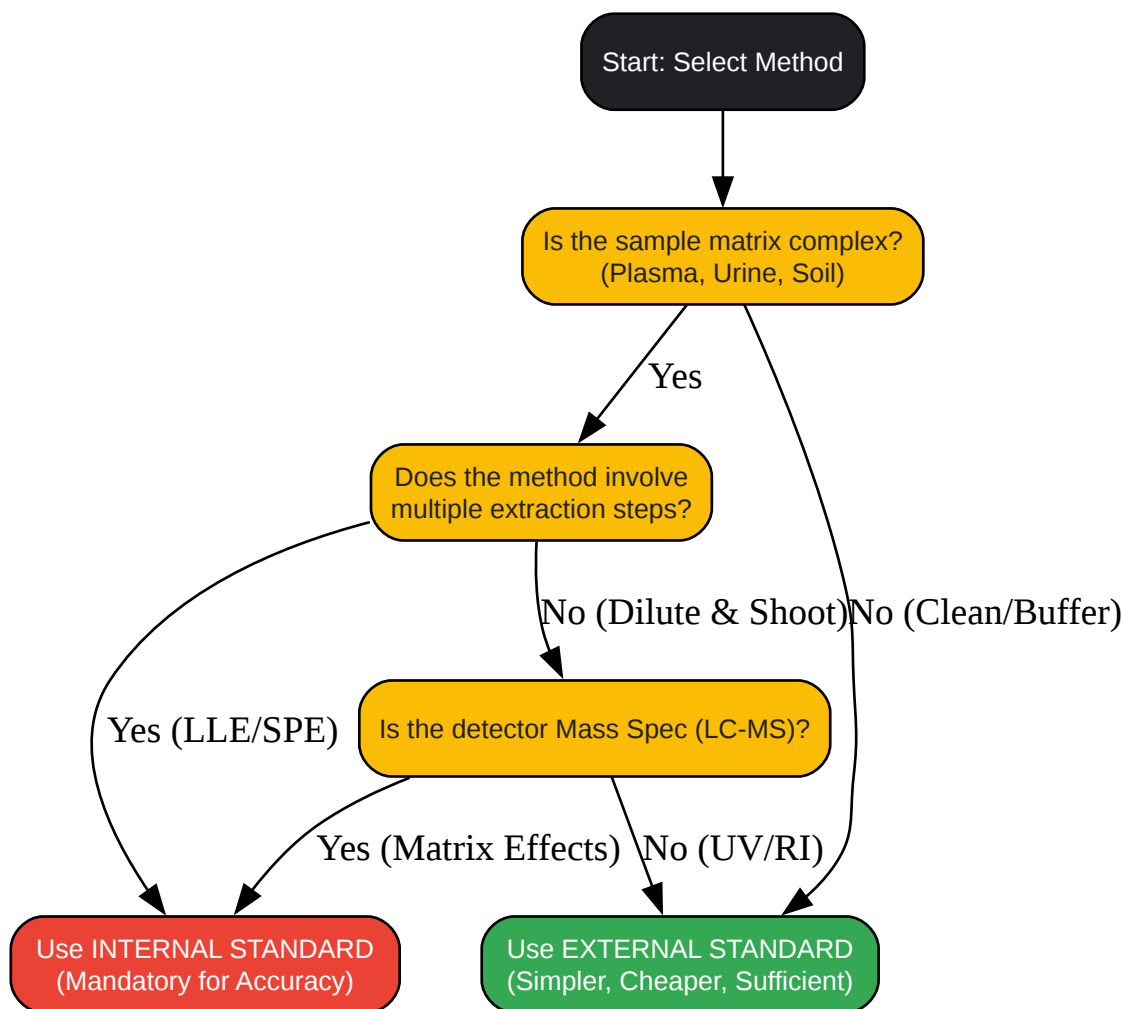 Start: Select Method
Is the sample matrix complex?
(Plasma, Urine, Soil)
Yes
Does the method involve
multiple extraction steps?
No (Dilute & Shoot)
No (Clean/Buffer)
Yes (LLE/SPE)
Is the detector Mass Spec (LC-MS)?
Yes (Matrix Effects)
No (UV/RI)
Use INTERNAL STANDARD
(Mandatory for Accuracy)
Use EXTERNAL STANDARD
(Simpler, Cheaper, Sufficient)